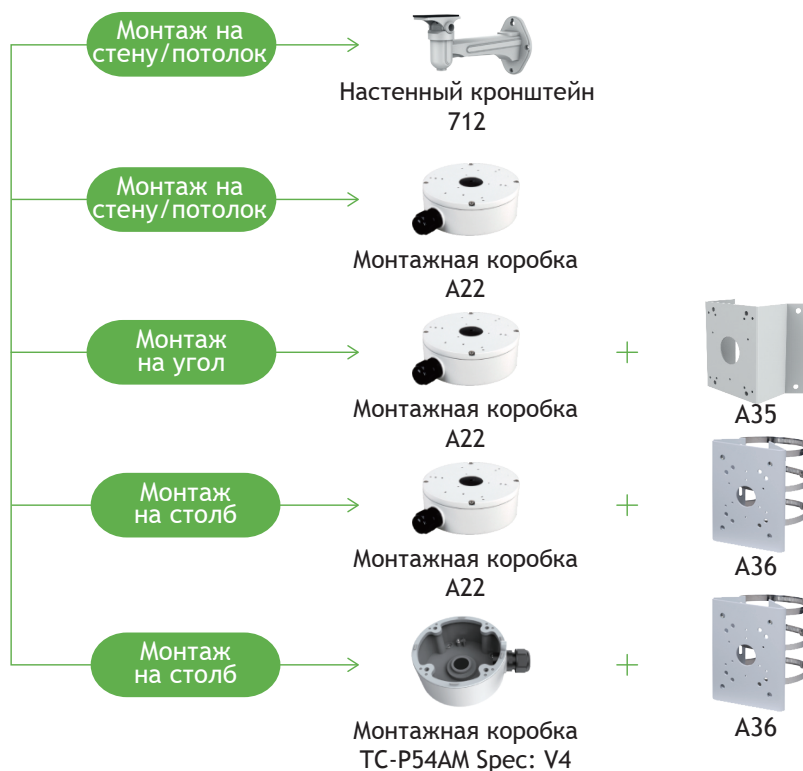 Монтаж на
стену/потолок
Настенный кронштейн
712
Монтаж на
стену/потолок
Монтажная коробка
A22
Монтаж
на угол
Монтажная коробка
A22
+
A35
Монтаж
на столб
Монтажная коробка
A22
+
A36
Монтаж
на столб
Монтажная коробка
TC-P54AM Spec: V4
+
A36